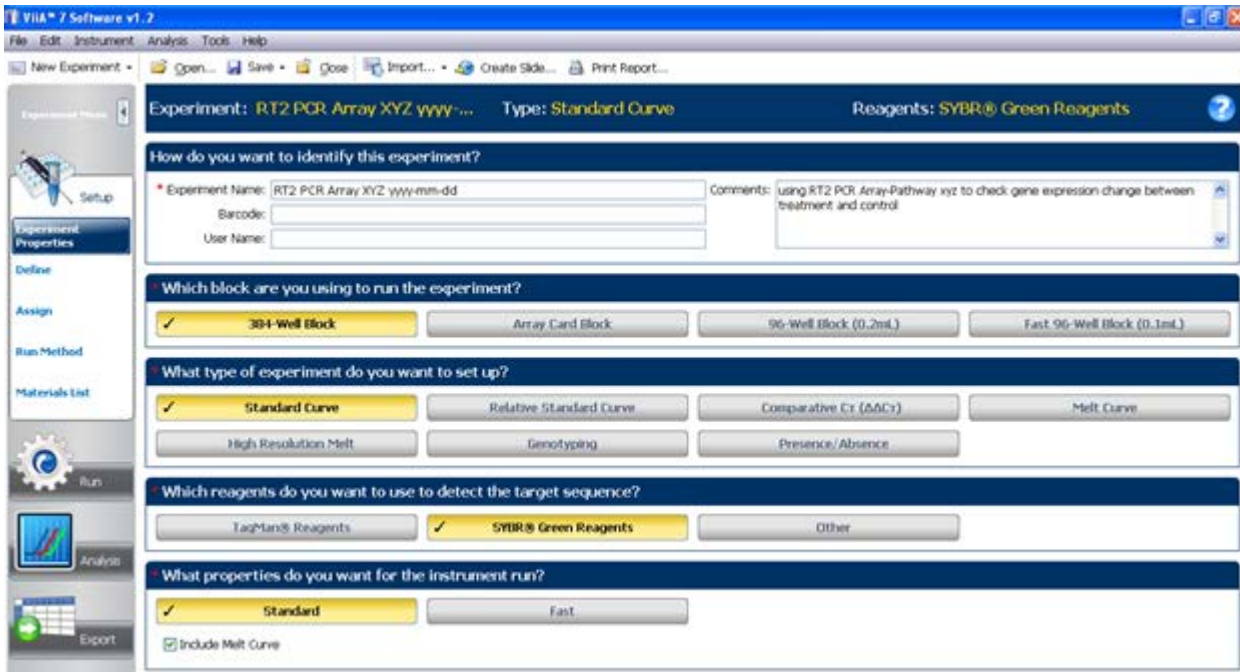 ViiA™ 7 Software v1.2
File Edit Instrument Analysis Tools Help
New Experiment Open... Save Close Import... Create Slide... Print Report...
Experiment Menu
Experiment: RT2 PCR Array XYZ yyyy-... Type: Standard Curve Reagents: SYBR® Green Reagents
How do you want to identify this experiment?
* Experiment Name: RT2 PCR Array XYZ yyyy-mm-dd
Barcode:
User Name:
Comments: using RT2 PCR Array-Pathway xyz to check gene expression change between
treatment and control
Setup
Experiment
Properties
Define
Assign
Run Method
Materials List
Run
Analysis
Export
* Which block are you using to run the experiment?
✓ 384-Well Block Array Card Block 96-Well Block (0.2mL) Fast 96-Well Block (0.1mL)
* What type of experiment do you want to set up?
✓ Standard Curve Relative Standard Curve Comparative CT (ΔΔCT) Melt Curve
High Resolution Melt Genotyping Presence/Absence
* Which reagents do you want to use to detect the target sequence?
TaqMan® Reagents ✓ SYBR® Green Reagents Other
* What properties do you want for the instrument run?
✓ Standard Fast
Include Melt Curve